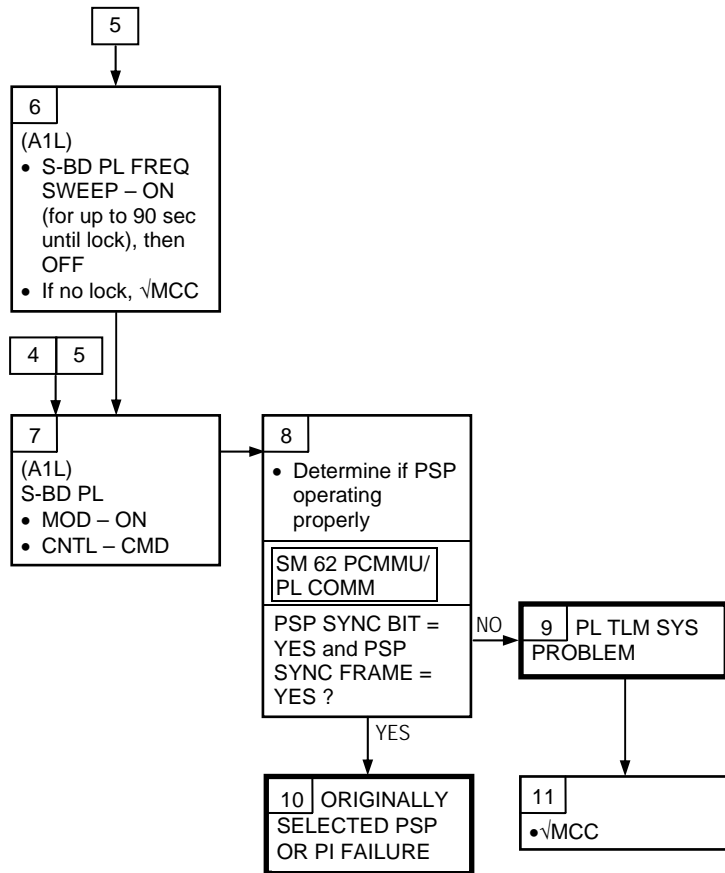 5
6
(A1L)
• S-BD PL FREQ
SWEEP – ON
(for up to 90 sec
until lock), then
OFF
• If no lock, √MCC
4 5
7
(A1L)
S-BD PL
• MOD – ON
• CNTL – CMD
8
• Determine if PSP
operating
properly
SM 62 PCMMU/
PL COMM
PSP SYNC BIT =
YES and PSP
SYNC FRAME =
YES ?
NO
YES
9 PL TLM SYS
PROBLEM
10 ORIGINALLY
SELECTED PSP
OR PI FAILURE
11
•√MCC